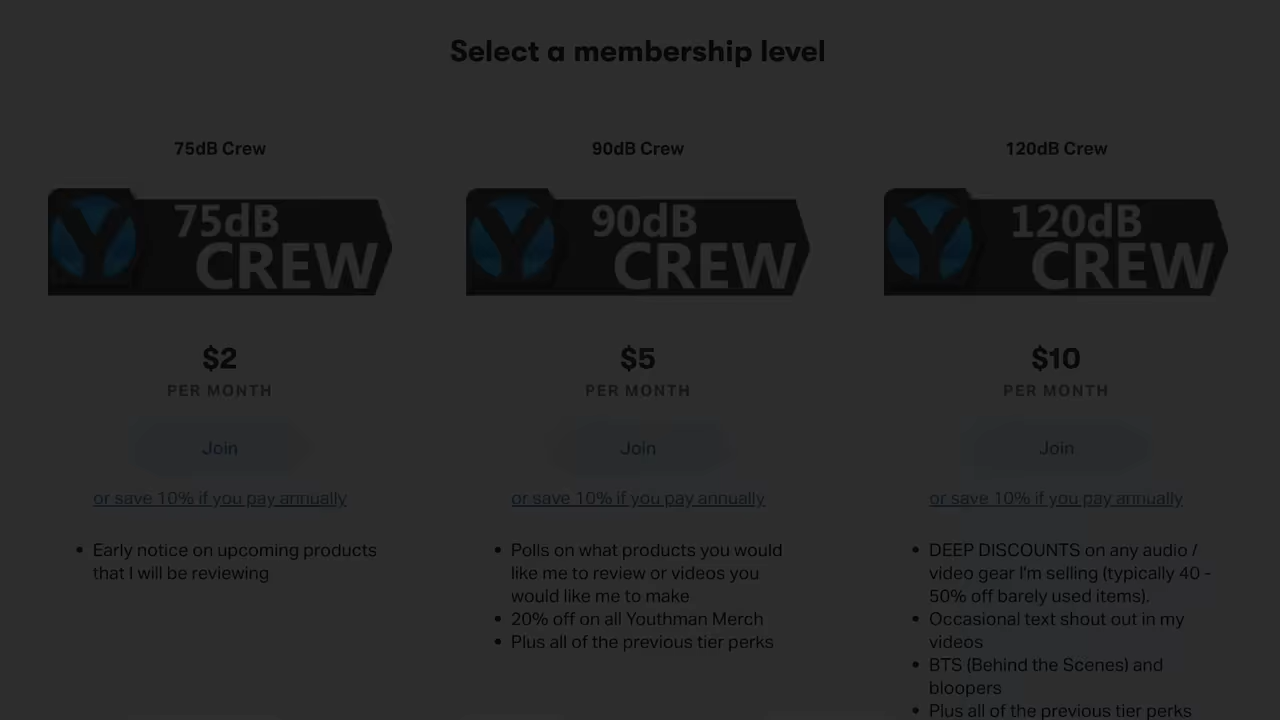 Select a membership level
75dB Crew
75dB
CREW
$2
PER MONTH
Join
or save 10% if you pay annually
• Early notice on upcoming products
that I will be reviewing
90dB Crew
90dB
CREW
$5
PER MONTH
Join
or save 10% if you pay annually
• Polls on what products you would
like me to review or videos you
would like me to make
• 20% off on all Youthman Merch
• Plus all of the previous tier perks
120dB Crew
120dB
CREW
$10
PER MONTH
Join
or save 10% if you pay annually
• DEEP DISCOUNTS on any audio /
video gear I'm selling (typically 40 -
50% off barely used items).
• Occasional text shout out in my
videos
• BTS (Behind the Scenes) and
bloopers
• Plus all of the previous tier perks